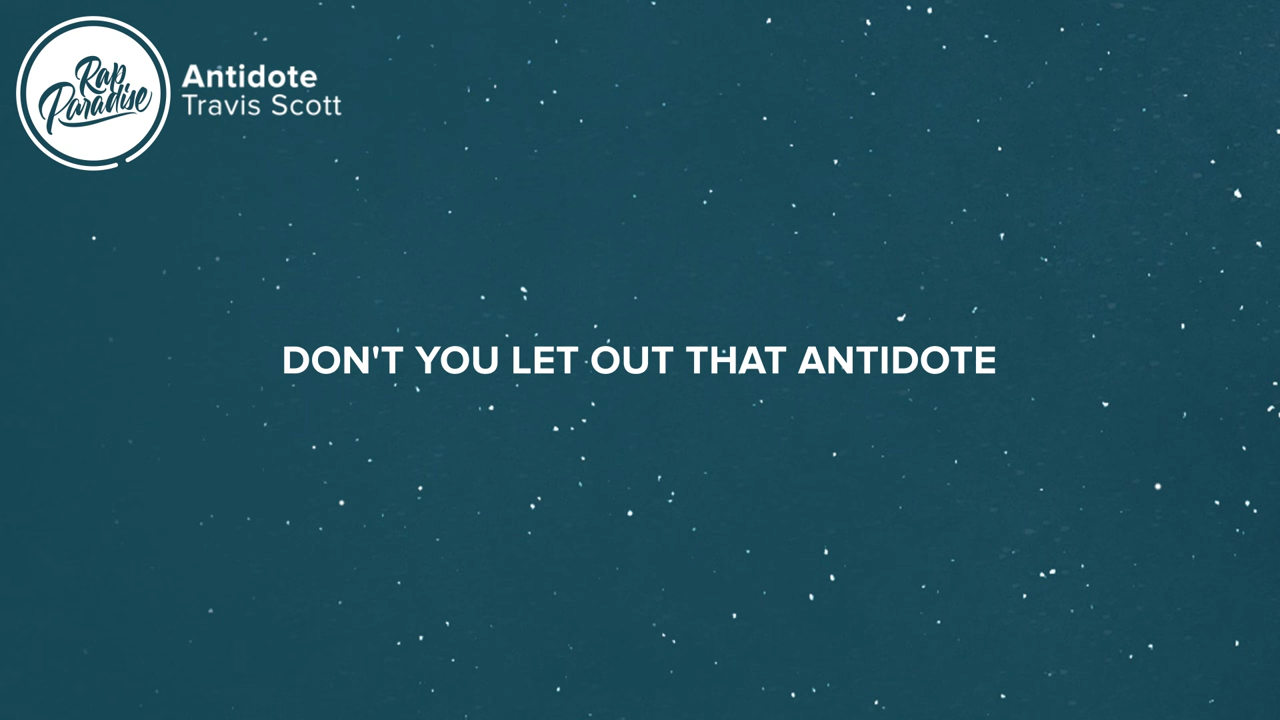 Rap
Paradise
Antidote
Travis Scott
DON'T YOU LET OUT THAT ANTIDOTE